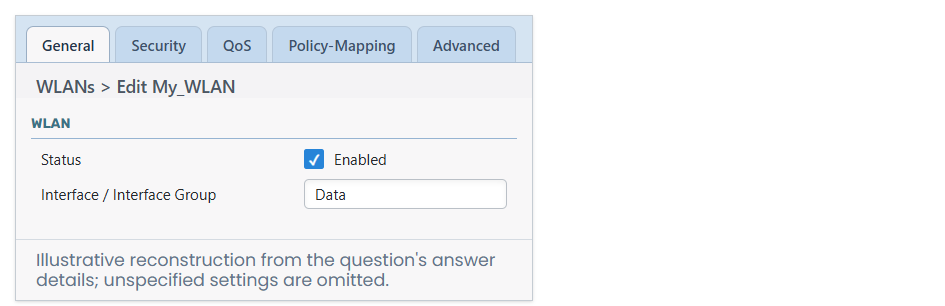 General Security QoS Policy-Mapping Advanced
WLANs > Edit My_WLAN
WLAN
Status Enabled
Interface / Interface Group Data
Illustrative reconstruction from the question's answer
details; unspecified settings are omitted.